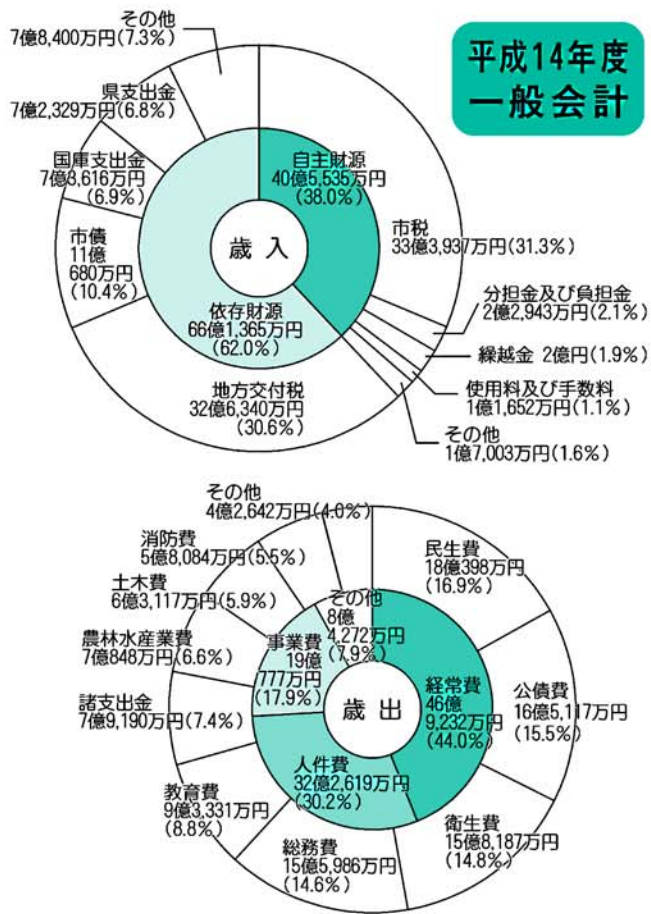 平成14年度
一般会計
その他
7億8,400万円(7.3%)
県支出金
7億2,329万円(6.8%)
国庫支出金
7億8,616万円
(6.9%)
市債
11億
680万円
(10.4%)
自主財源
40億5,535万円
(38.0%)
歳入
依存財源
66億1,365万円
(62.0%)
地方交付税
32億6,340万円
(30.6%)
市税
33億3,937万円(31.3%)
分担金及び負担金
2億2,943万円(2.1%)
繰越金 2億円(1.9%)
使用料及び手数料
1億1,652万円(1.1%)
その他
1億7,003万円(1.6%)
その他
4億2,642万円(4.0%)
消防費
5億8,084万円(5.5%)
土木費
6億3,117万円(5.9%)
農林水産業費
7億848万円(6.6%)
諸支出金
7億9,190万円(7.4%)
教育費
9億3,331万円
(8.8%)
総務費
15億5,986万円
(14.6%)
衛生費
15億8,187万円
(14.8%)
公債費
16億5,117万円
(15.5%)
民生費
18億398万円
(16.9%)
その他
8億
4,272万円
(7.9%)
事業費
19億
777万円
(17.9%)
歳出
経常費
46億
9,232万円
(44.0%)
人件費
32億2,619万円
(30.2%)